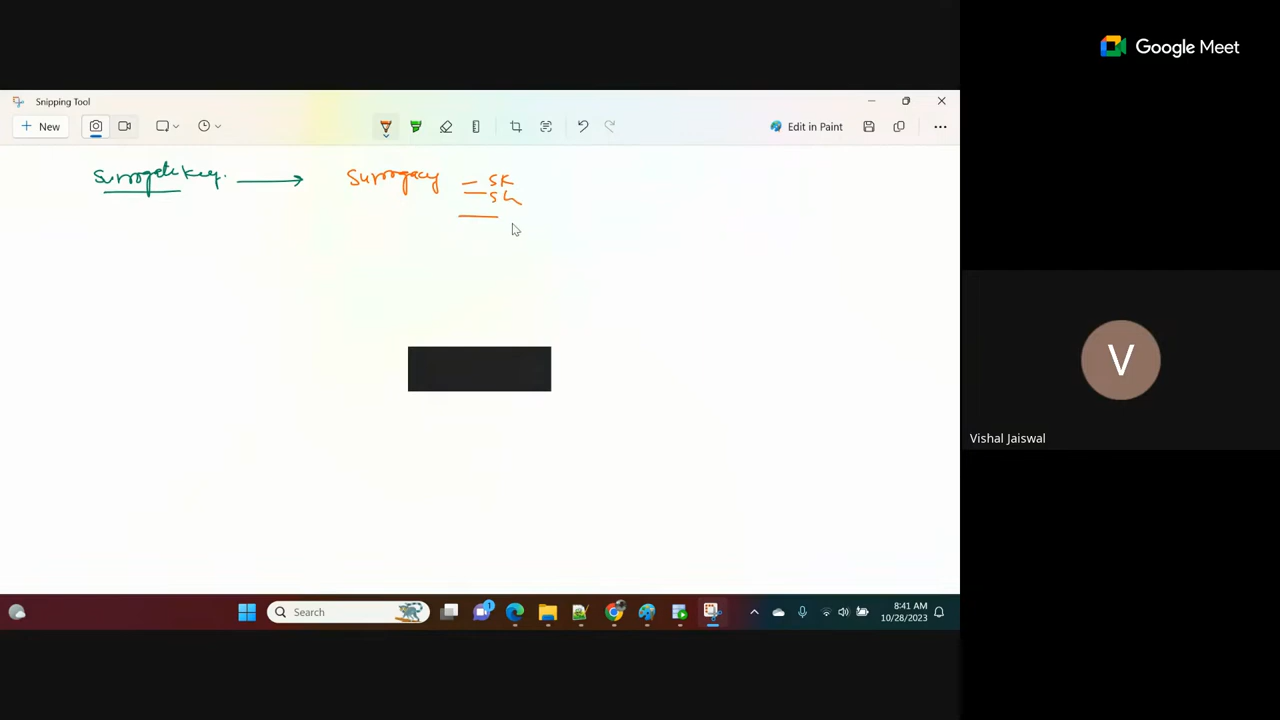 Google Meet
Snipping Tool
New
Edit in Paint
Surrogate key. Surrogacy
SK
V
Vishal Jaiswal
Search
1
8:41 AM
10/28/2023